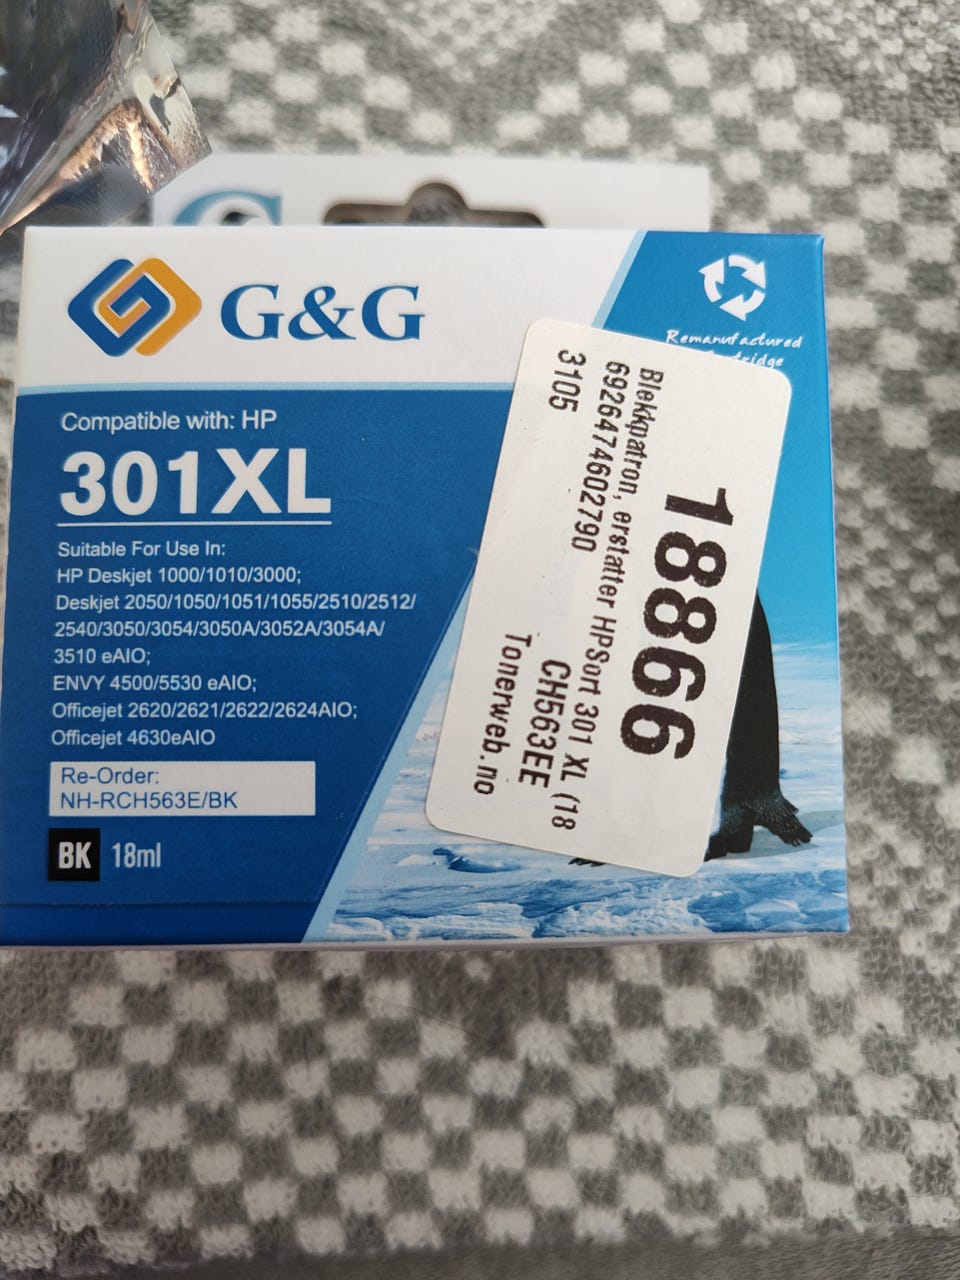 G&G
Remanufactured
Compatible with: HP
301XL
Suitable For Use In:
HP Deskjet 1000/1010/3000;
Deskjet 2050/1050/1051/1055/2510/2512/
2540/3050/3054/3050A/3052A/3054A/
3510 eAIO;
ENVY 4500/5530 eAIO;
Officejet 2620/2621/2622/2624AIO;
Officejet 4630eAIO
Re-Order:
NH-RCH563E/BK
BK 18ml
18866
Blekkpatron, erstatter HPSort 301 XL (18
6926474602790 CH563EE
3105 Tonerweb.no